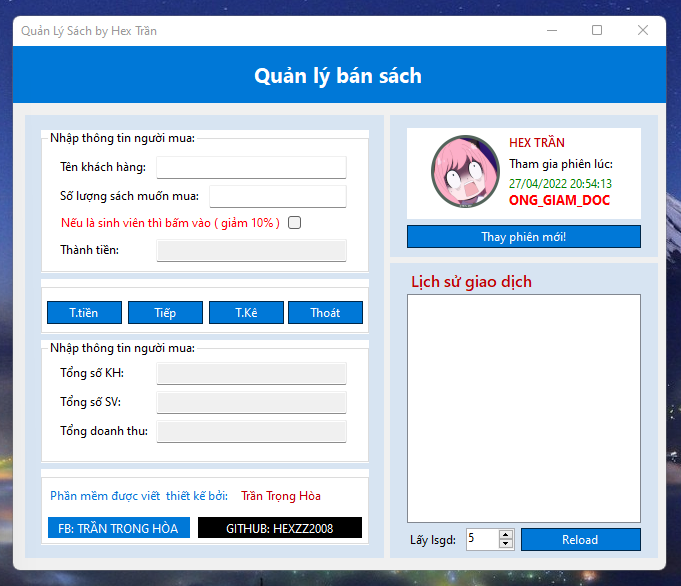 Quản Lý Sách by Hex Trần
Quản lý bán sách
Nhập thông tin người mua:
Tên khách hàng:
Số lượng sách muốn mua:
Nếu là sinh viên thì bấm vào ( giảm 10% )
Thành tiền:
T.tiền Tiếp T.Kê Thoát
Nhập thông tin người mua:
Tổng số KH:
Tổng số SV:
Tổng doanh thu:
Phần mềm được viết thiết kế bởi: Trần Trọng Hòa
FB: TRẦN TRỌNG HÒA GITHUB: HEXZZ2008
HEX TRẦN
Tham gia phiên lúc:
27/04/2022 20:54:13
ONG_GIAM_DOC
Thay phiên mới!
Lịch sử giao dịch
Lấy lsgd: 5 Reload